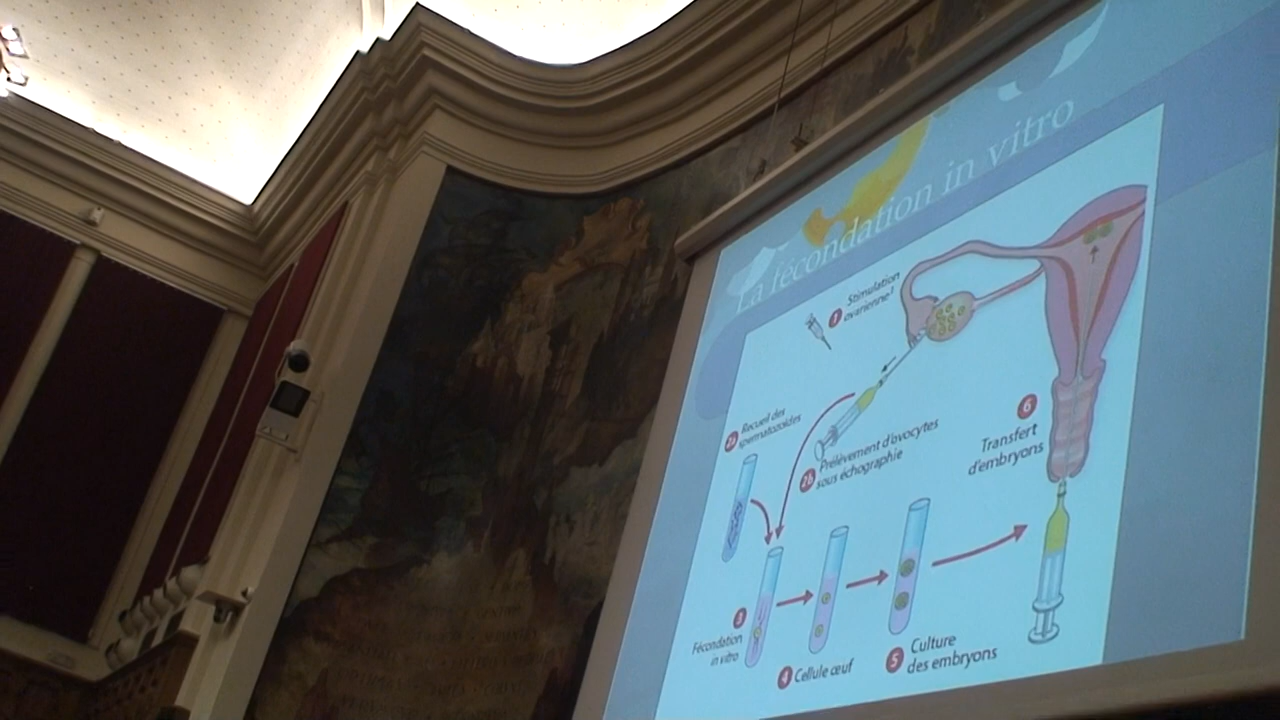 La fécondation in vitro
1 Stimulation
ovarienne¹
2a Recueil des
spermatozoïdes
2b Prélèvement d'ovocytes
sous échographie
3
Fécondation
in vitro
4 Cellule œuf
5 Culture
des embryons
6
Transfert
d'embryons